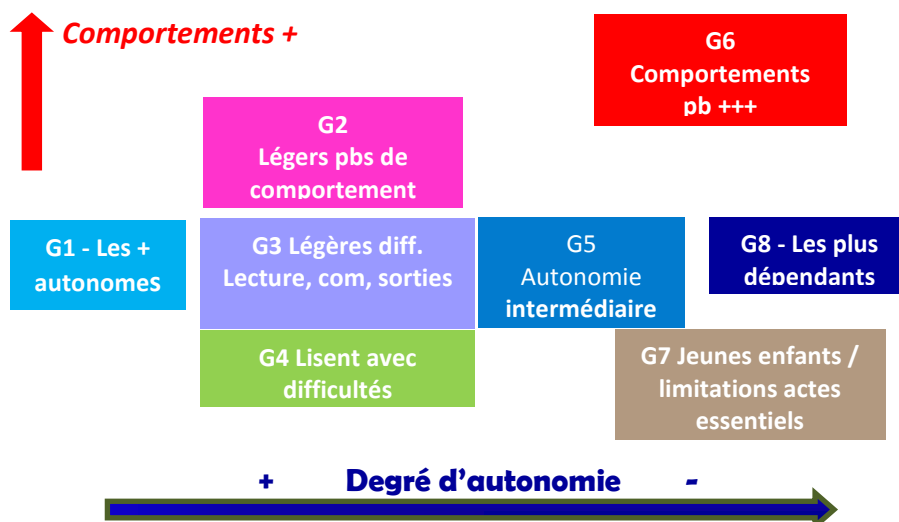 Comportements +
G6
Comportements
pb +++
G2
Légers pbs de
comportement
G1 - Les +
autonomes
G3 Légères diff.
Lecture, com, sorties
G5
Autonomie
intermédiaire
G8 - Les plus
dépendants
G4 Lisent avec
difficultés
G7 Jeunes enfants /
limitations actes
essentiels
+ Degré d’autonomie -